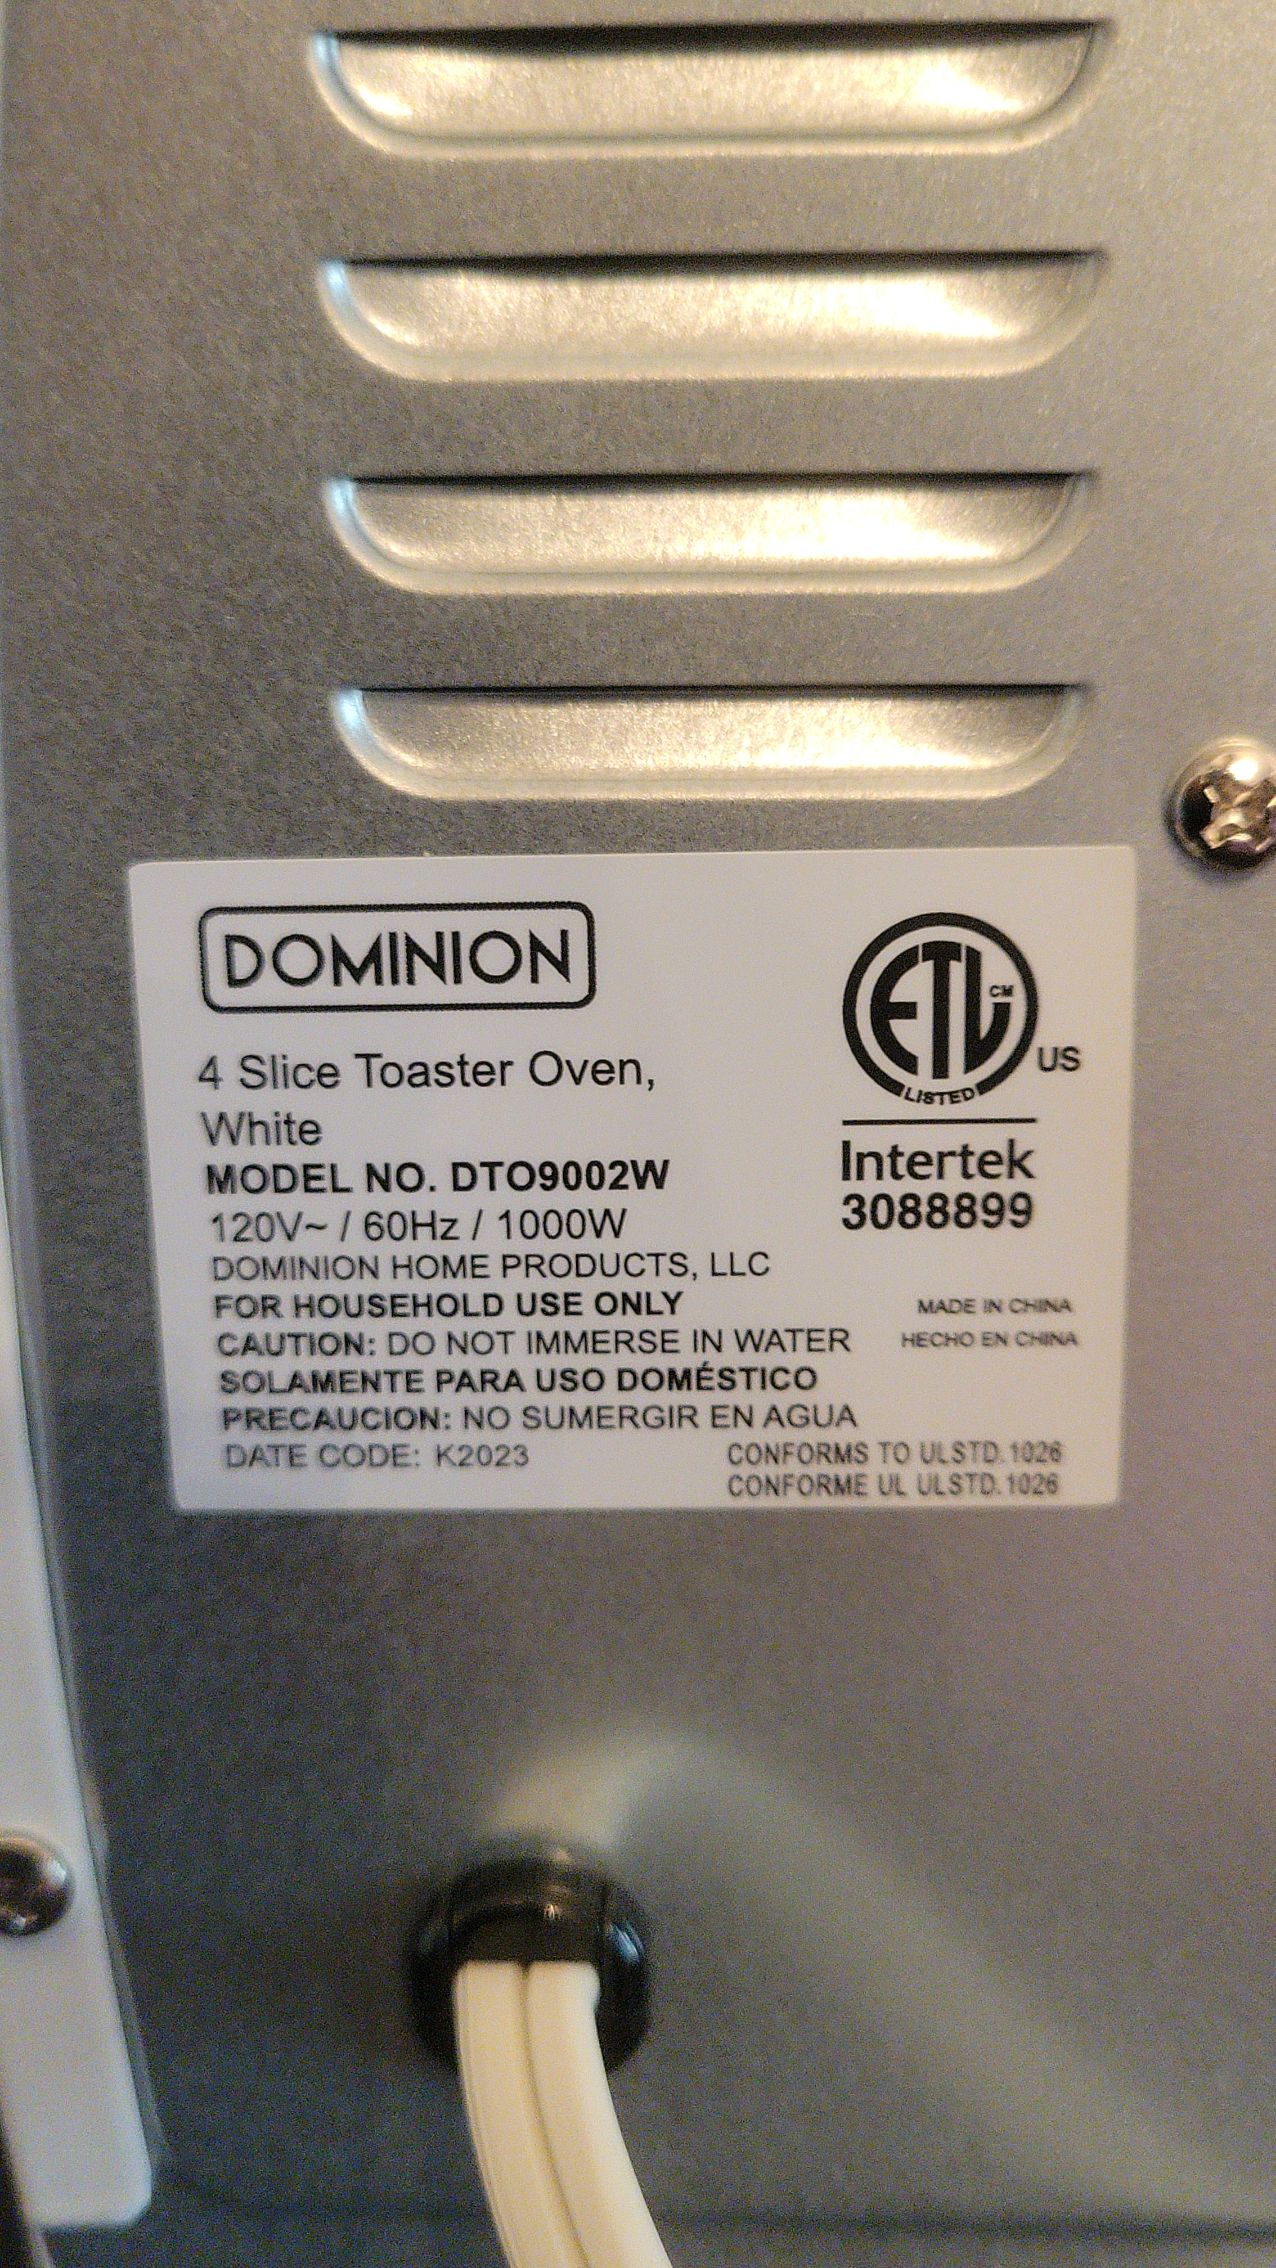 DOMINION
4 Slice Toaster Oven,
White
MODEL NO. DTO9002W
120V~ / 60Hz / 1000W
DOMINION HOME PRODUCTS, LLC
FOR HOUSEHOLD USE ONLY
CAUTION: DO NOT IMMERSE IN WATER
SOLAMENTE PARA USO DOMÉSTICO
PRECAUCION: NO SUMERGIR EN AGUA
DATE CODE: K2023
ETL CM
LISTED
US
Intertek
3088899
MADE IN CHINA
HECHO EN CHINA
CONFORMS TO ULSTD.1026
CONFORME UL ULSTD.1026